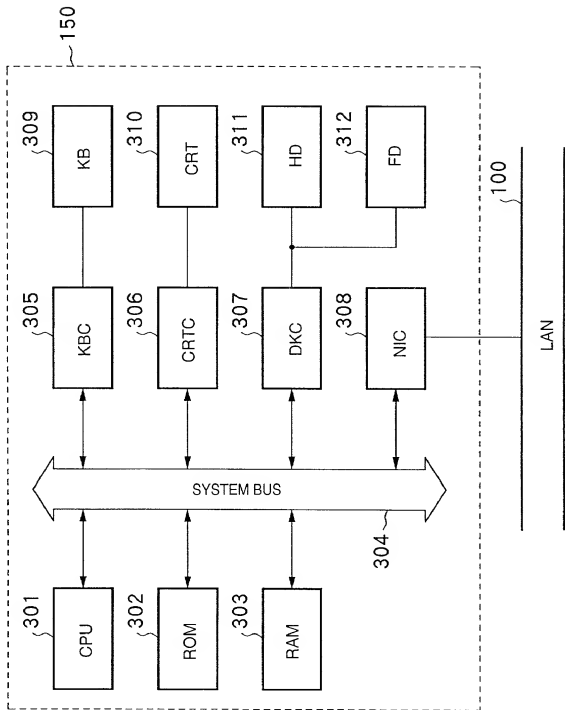 150
301
CPU
302
ROM
303
RAM
SYSTEM BUS
304
305
KBC
306
CRTC
307
DKC
308
NIC
309
KB
310
CRT
311
HD
312
FD
100
LAN